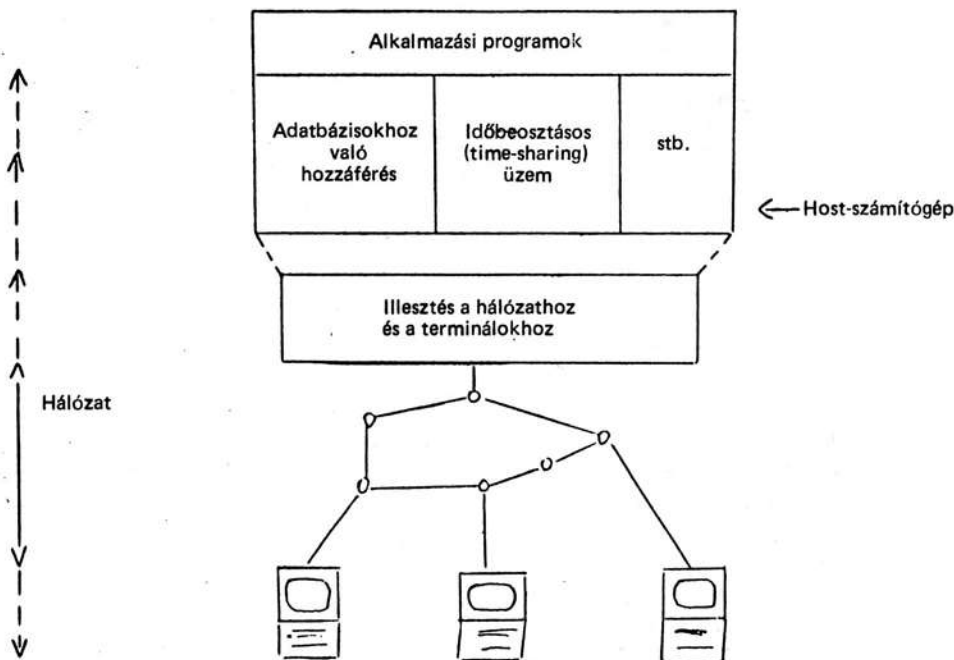 Alkalmazási programok
Adatbázisokhoz
való
hozzáférés
Időbeosztásos
(time-sharing)
üzem
stb.
Host-számítógép
Illesztés a hálózathoz
és a terminálokhoz
Hálózat